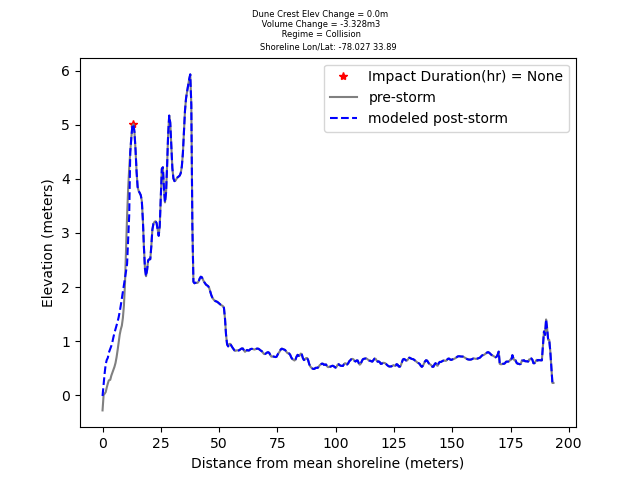 Dune Crest Elev Change = 0.0m
Volume Change = -3.328m3
Regime = Collision
Shoreline Lon/Lat: -78.027 33.89
Impact Duration(hr) = None
pre-storm
modeled post-storm
Elevation (meters)
6
5
4
3
2
1
0
0 25 50 75 100 125 150 175 200
Distance from mean shoreline (meters)